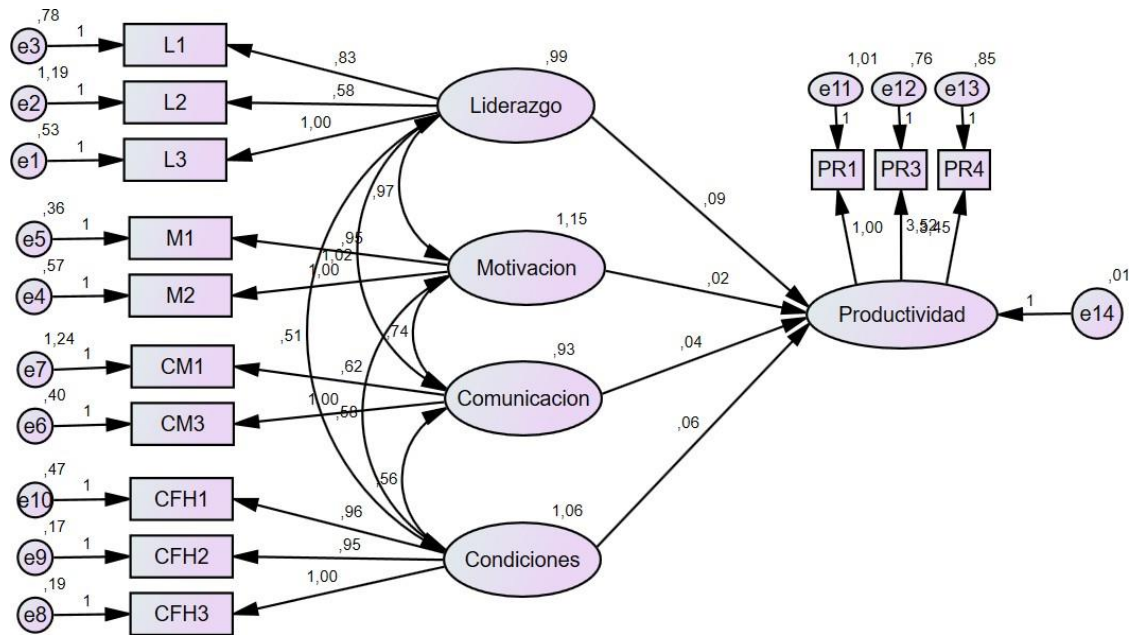 ,78
e3
1
L1
,83
1,19
e2
1
L2
,58
,53
e1
1
L3
1,00
,99
Liderazgo
,36
e5
1
M1
,95
,57
e4
1
M2
1,00
1,02
,97
1,15
Motivacion
1,24
e7
1
CM1
,62
,40
e6
1
CM3
1,00
,58
,51
,74
,93
Comunicacion
,47
e10
1
CFH1
,96
,17
e9
1
CFH2
,95
,19
e8
1
CFH3
1,00
,56
1,06
Condiciones
,09
,02
,04
,06
1,01
,76
,85
e11
e12
e13
1
1
1
PR1
PR3
PR4
1,00
3,52
,45
Productividad
1
,01
e14